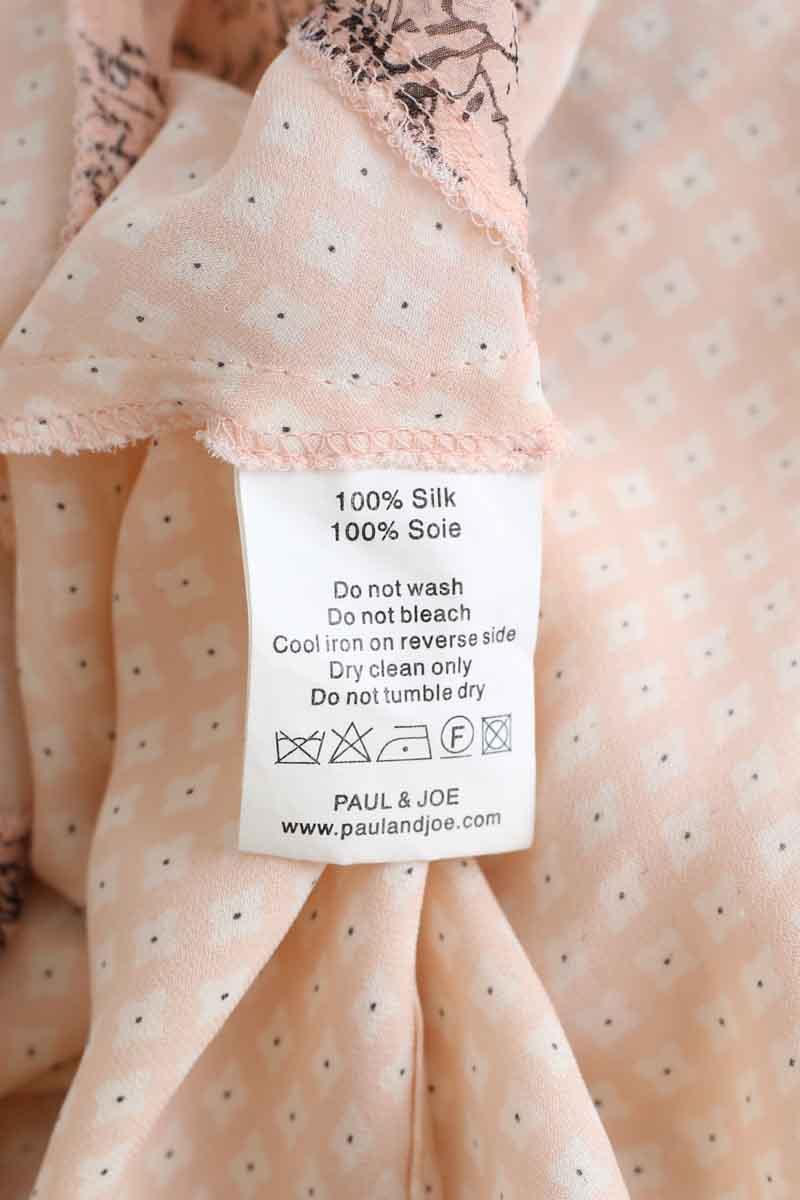 100% Silk
100% Soie
Do not wash
Do not bleach
Cool iron on reverse side
Dry clean only
Do not tumble dry
F
PAUL & JOE
www.paulandjoe.com